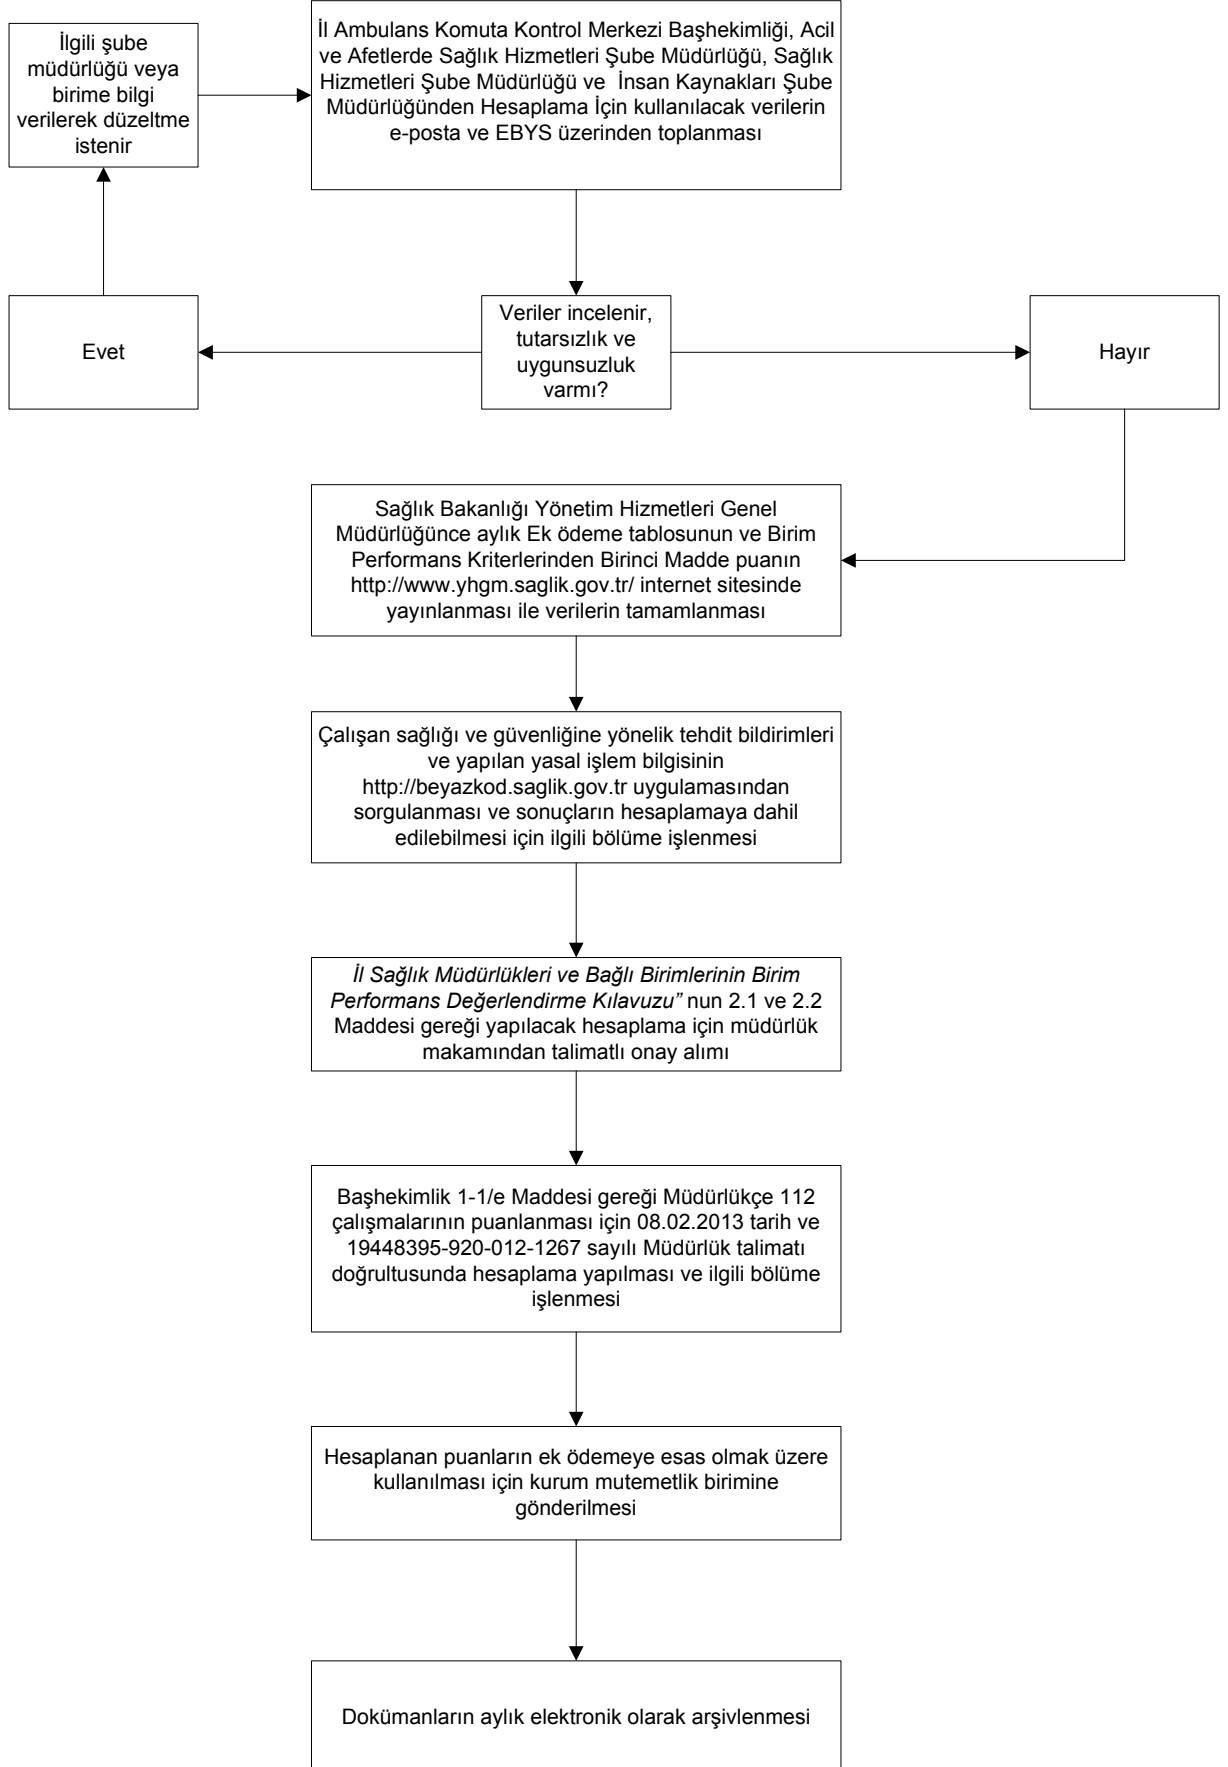 İlgili şube
müdürlüğü veya
birime bilgi
verilerek düzeltme
istenir
İl Ambulans Komuta Kontrol Merkezi Başhekimliği, Acil
ve Afetlerde Sağlık Hizmetleri Şube Müdürlüğü, Sağlık
Hizmetleri Şube Müdürlüğü ve İnsan Kaynakları Şube
Müdürlüğünden Hesaplama İçin kullanılacak verilerin
e-posta ve EBYS üzerinden toplanması
Evet
Veriler incelenir,
tutarsızlık ve
uygunsuzluk
varmı?
Hayır
Sağlık Bakanlığı Yönetim Hizmetleri Genel
Müdürlüğünce aylık Ek ödeme tablosunun ve Birim
Performans Kriterlerinden Birinci Madde puanın
http://www.yhgm.saglik.gov.tr/ internet sitesinde
yayınlanması ile verilerin tamamlanması
Çalışan sağlığı ve güvenliğine yönelik tehdit bildirimleri
ve yapılan yasal işlem bilgisinin
http://beyazkod.saglik.gov.tr uygulamasından
sorgulanması ve sonuçların hesaplamaya dahil
edilebilmesi için ilgili bölüme işlenmesi
İl Sağlık Müdürlükleri ve Bağlı Birimlerinin Birim
Performans Değerlendirme Kılavuzu” nun 2.1 ve 2.2
Maddesi gereği yapılacak hesaplama için müdürlük
makamından talimatlı onay alımı
Başhekimlik 1-1/e Maddesi gereği Müdürlükçe 112
çalışmalarının puanlanması için 08.02.2013 tarih ve
19448395-920-012-1267 sayılı Müdürlük talimatı
doğrultusunda hesaplama yapılması ve ilgili bölüme
işlenmesi
Hesaplanan puanların ek ödemeye esas olmak üzere
kullanılması için kurum mutemetlik birimine
gönderilmesi
Dokümanların aylık elektronik olarak arşivlenmesi